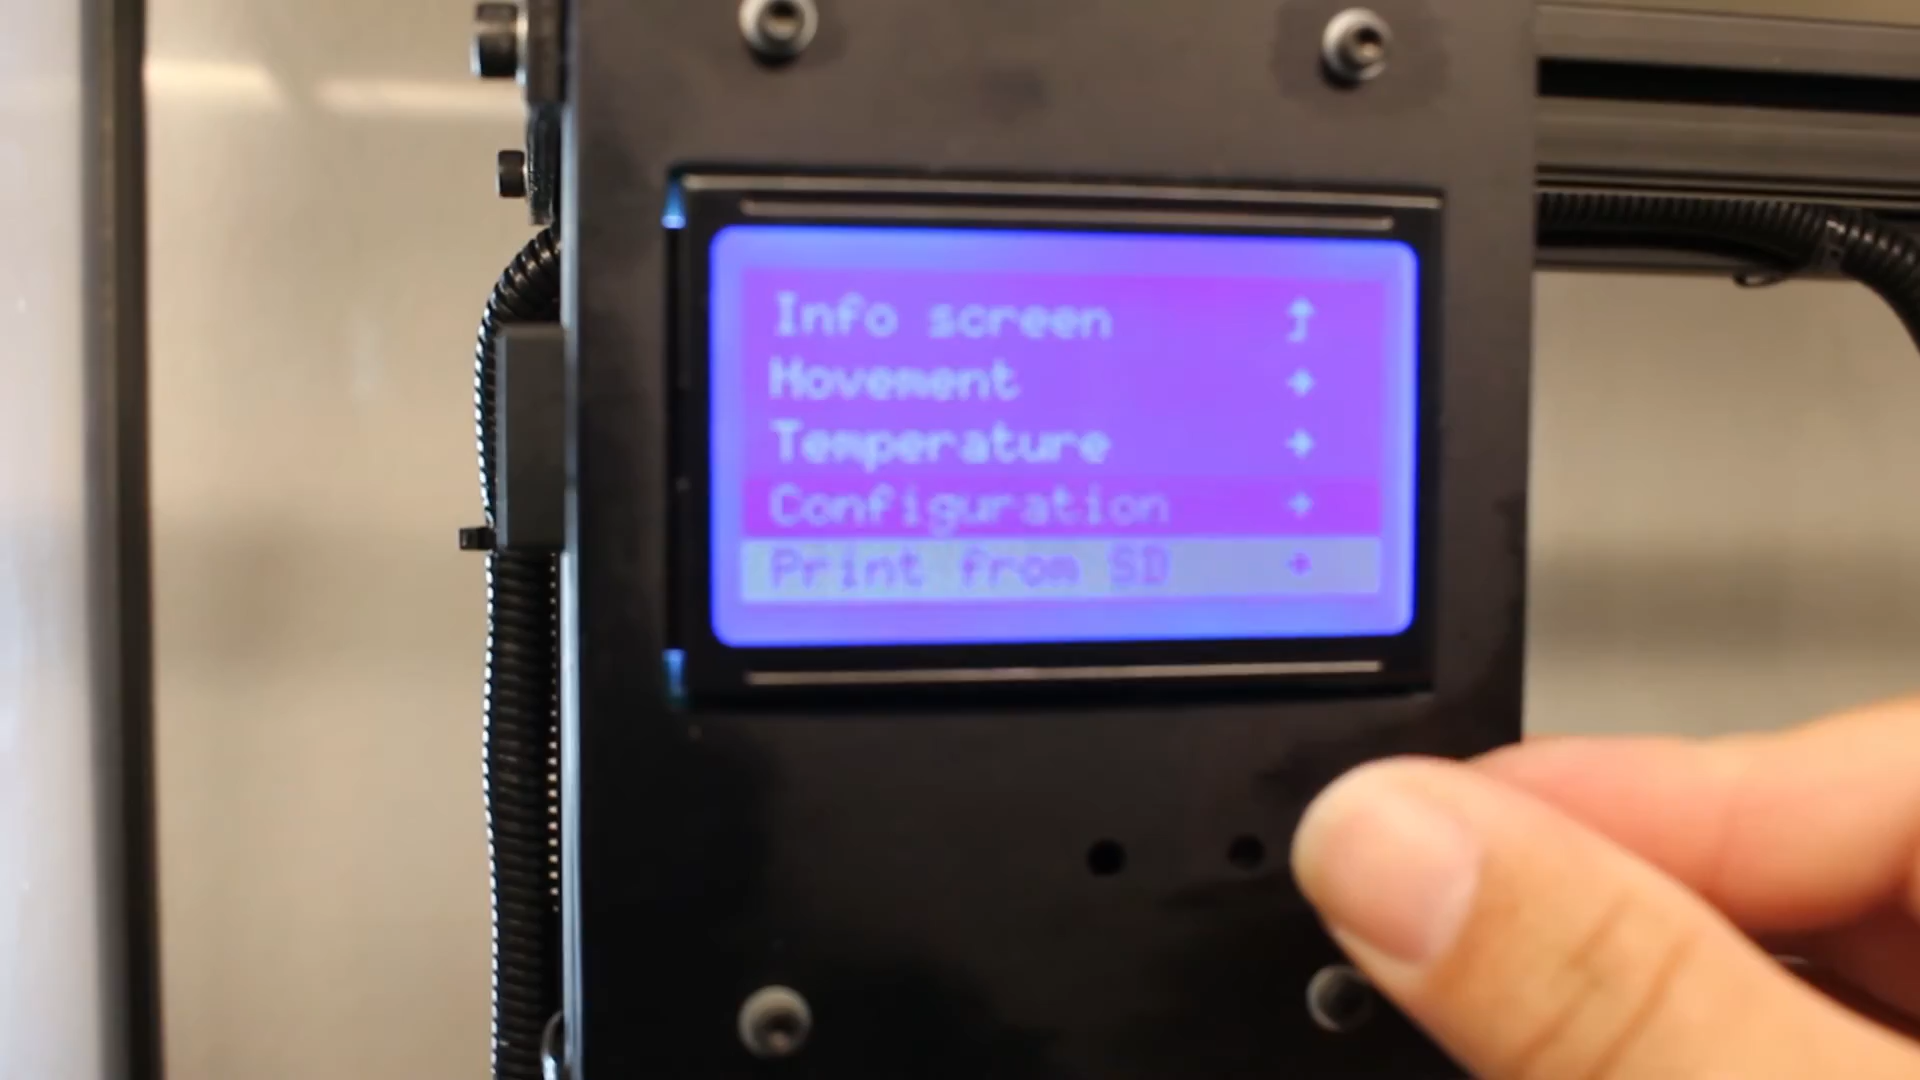 Info screen
Movement
Temperature
Configuration
Print from SD